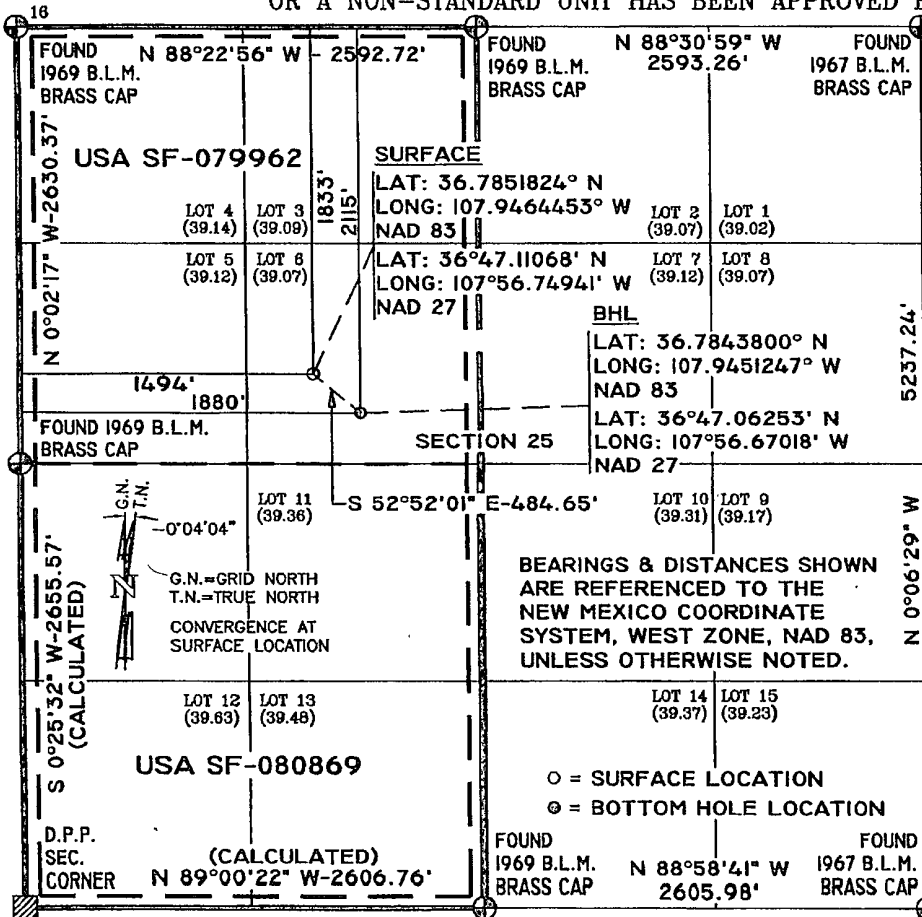 OR A NON-STANDARD UNIT HAS BEEN APPROVED
16
FOUND
1969 B.L.M.
BRASS CAP
N 88°22'56" W - 2592.72'
FOUND
1969 B.L.M.
BRASS CAP
N 88°30'59" W
2593.26'
FOUND
1967 B.L.M.
BRASS CAP
N 0°02'17" W-2630.37'
USA SF-079962
1833'
2115'
SURFACE
LAT: 36.7851824° N
LONG: 107.9464453° W
NAD 83
LAT: 36°47.11068' N
LONG: 107°56.74941' W
NAD 27
LOT 4
(39.14)
LOT 3
(39.09)
LOT 5
(39.12)
LOT 6
(39.07)
LOT 2
(39.07)
LOT 1
(39.02)
LOT 7
(39.12)
LOT 8
(39.07)
BHL
LAT: 36.7843800° N
LONG: 107.9451247° W
NAD 83
LAT: 36°47.06253' N
LONG: 107°56.67018' W
NAD 27
1494'
1880'
FOUND 1969 B.L.M.
BRASS CAP
SECTION 25
S 52°52'01" E-484.65'
5237.24'
N 0°06'29" W
LOT 11
(39.36)
LOT 10
(39.31)
LOT 9
(39.17)
G.N.
T.N.
0°04'04"
N
G.N.=GRID NORTH
T.N.=TRUE NORTH
CONVERGENCE AT
SURFACE LOCATION
BEARINGS & DISTANCES SHOWN
ARE REFERENCED TO THE
NEW MEXICO COORDINATE
SYSTEM, WEST ZONE, NAD 83,
UNLESS OTHERWISE NOTED.
S 0°25'32" W-2655.57'
(CALCULATED)
LOT 12
(39.63)
LOT 13
(39.48)
LOT 14
(39.37)
LOT 15
(39.23)
USA SF-080869
= SURFACE LOCATION
= BOTTOM HOLE LOCATION
D.P.P.
SEC.
CORNER
(CALCULATED)
N 89°00'22" W-2606.76'
FOUND
1969 B.L.M.
BRASS CAP
N 88°58'41" W
2605.98'
FOUND
1967 B.L.M.
BRASS CAP